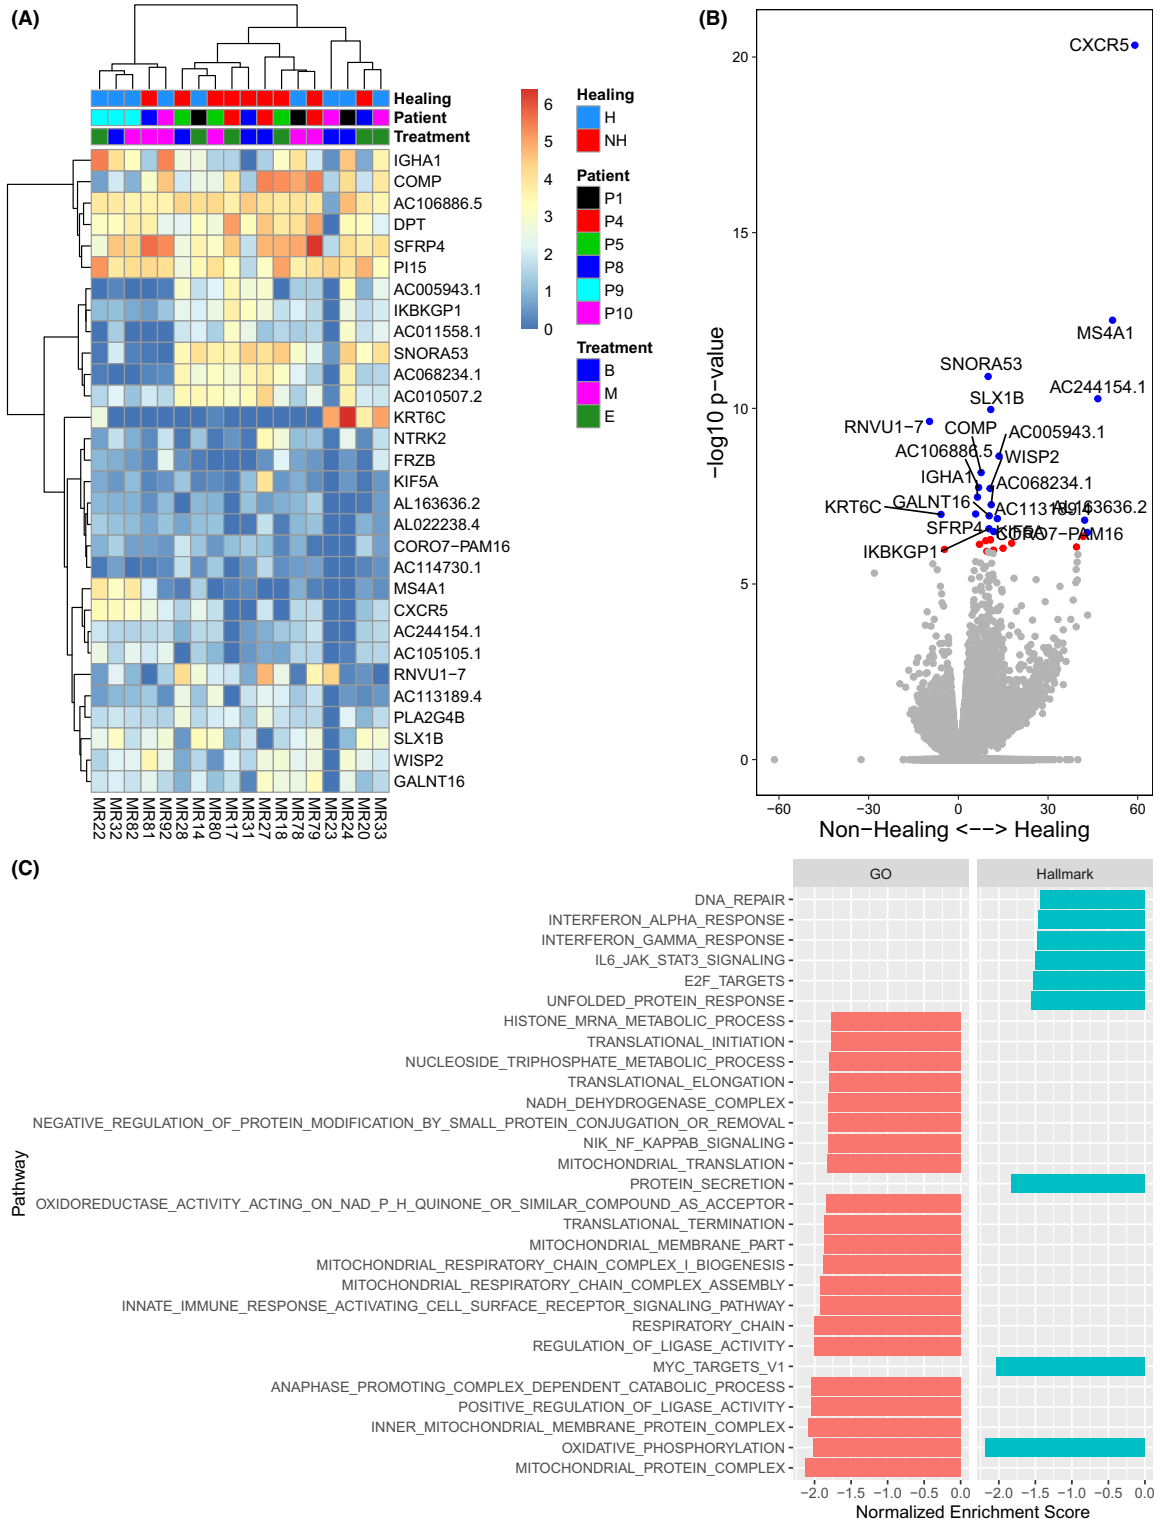 (A)
Healing
Patient
Treatment
IGHA1
COMP
AC106886.5
DPT
SFRP4
PI15
AC005943.1
IKBKGP1
AC011558.1
SNORA53
AC068234.1
AC010507.2
KRT6C
NTRK2
FRZB
KIF5A
AL163636.2
AL022238.4
CORO7−PAM16
AC114730.1
MS4A1
CXCR5
AC244154.1
AC105105.1
RNVU1−7
AC113189.4
PLA2G4B
SLX1B
WISP2
GALNT16
MR22
MR32
MR82
MR81
MR92
MR28
MR14
MR80
MR17
MR31
MR27
MR18
MR78
MR79
MR23
MR24
MR20
MR33
6
5
4
3
2
1
0
Healing
H
NH
Patient
P1
P4
P5
P8
P9
P10
Treatment
B
M
E
(B)
−log10 p−value
20
15
10
5
0
CXCR5
MS4A1
SNORA53
AC244154.1
SLX1B
RNVU1−7
COMP
AC005943.1
AC106886.5
WISP2
IGHA1
AC068234.1
KRT6C
GALNT16
AC113189.4
AL163636.2
SFRP4
KIF5A
CORO7−PAM16
IKBKGP1
−60
−30
0
30
60
Non−Healing <−−> Healing
(C)
GO
Hallmark
Pathway
DNA_REPAIR
INTERFERON_ALPHA_RESPONSE
INTERFERON_GAMMA_RESPONSE
IL6_JAK_STAT3_SIGNALING
E2F_TARGETS
UNFOLDED_PROTEIN_RESPONSE
HISTONE_MRNA_METABOLIC_PROCESS
TRANSLATIONAL_INITIATION
NUCLEOSIDE_TRIPHOSPHATE_METABOLIC_PROCESS
TRANSLATIONAL_ELONGATION
NADH_DEHYDROGENASE_COMPLEX
NEGATIVE_REGULATION_OF_PROTEIN_MODIFICATION_BY_SMALL_PROTEIN_CONJUGATION_OR_REMOVAL
NIK_NF_KAPPAB_SIGNALING
MITOCHONDRIAL_TRANSLATION
PROTEIN_SECRETION
OXIDOREDUCTASE_ACTIVITY_ACTING_ON_NAD_P_H_QUINONE_OR_SIMILAR_COMPOUND_AS_ACCEPTOR
TRANSLATIONAL_TERMINATION
MITOCHONDRIAL_MEMBRANE_PART
MITOCHONDRIAL_RESPIRATORY_CHAIN_COMPLEX_I_BIOGENESIS
MITOCHONDRIAL_RESPIRATORY_CHAIN_COMPLEX_ASSEMBLY
INNATE_IMMUNE_RESPONSE_ACTIVATING_CELL_SURFACE_RECEPTOR_SIGNALING_PATHWAY
RESPIRATORY_CHAIN
REGULATION_OF_LIGASE_ACTIVITY
MYC_TARGETS_V1
ANAPHASE_PROMOTING_COMPLEX_DEPENDENT_CATABOLIC_PROCESS
POSITIVE_REGULATION_OF_LIGASE_ACTIVITY
INNER_MITOCHONDRIAL_MEMBRANE_PROTEIN_COMPLEX
OXIDATIVE_PHOSPHORYLATION
MITOCHONDRIAL_PROTEIN_COMPLEX
−2.0 −1.5 −1.0 −0.5 0.0
−2.0 −1.5 −1.0 −0.5 0.0
Normalized Enrichment Score